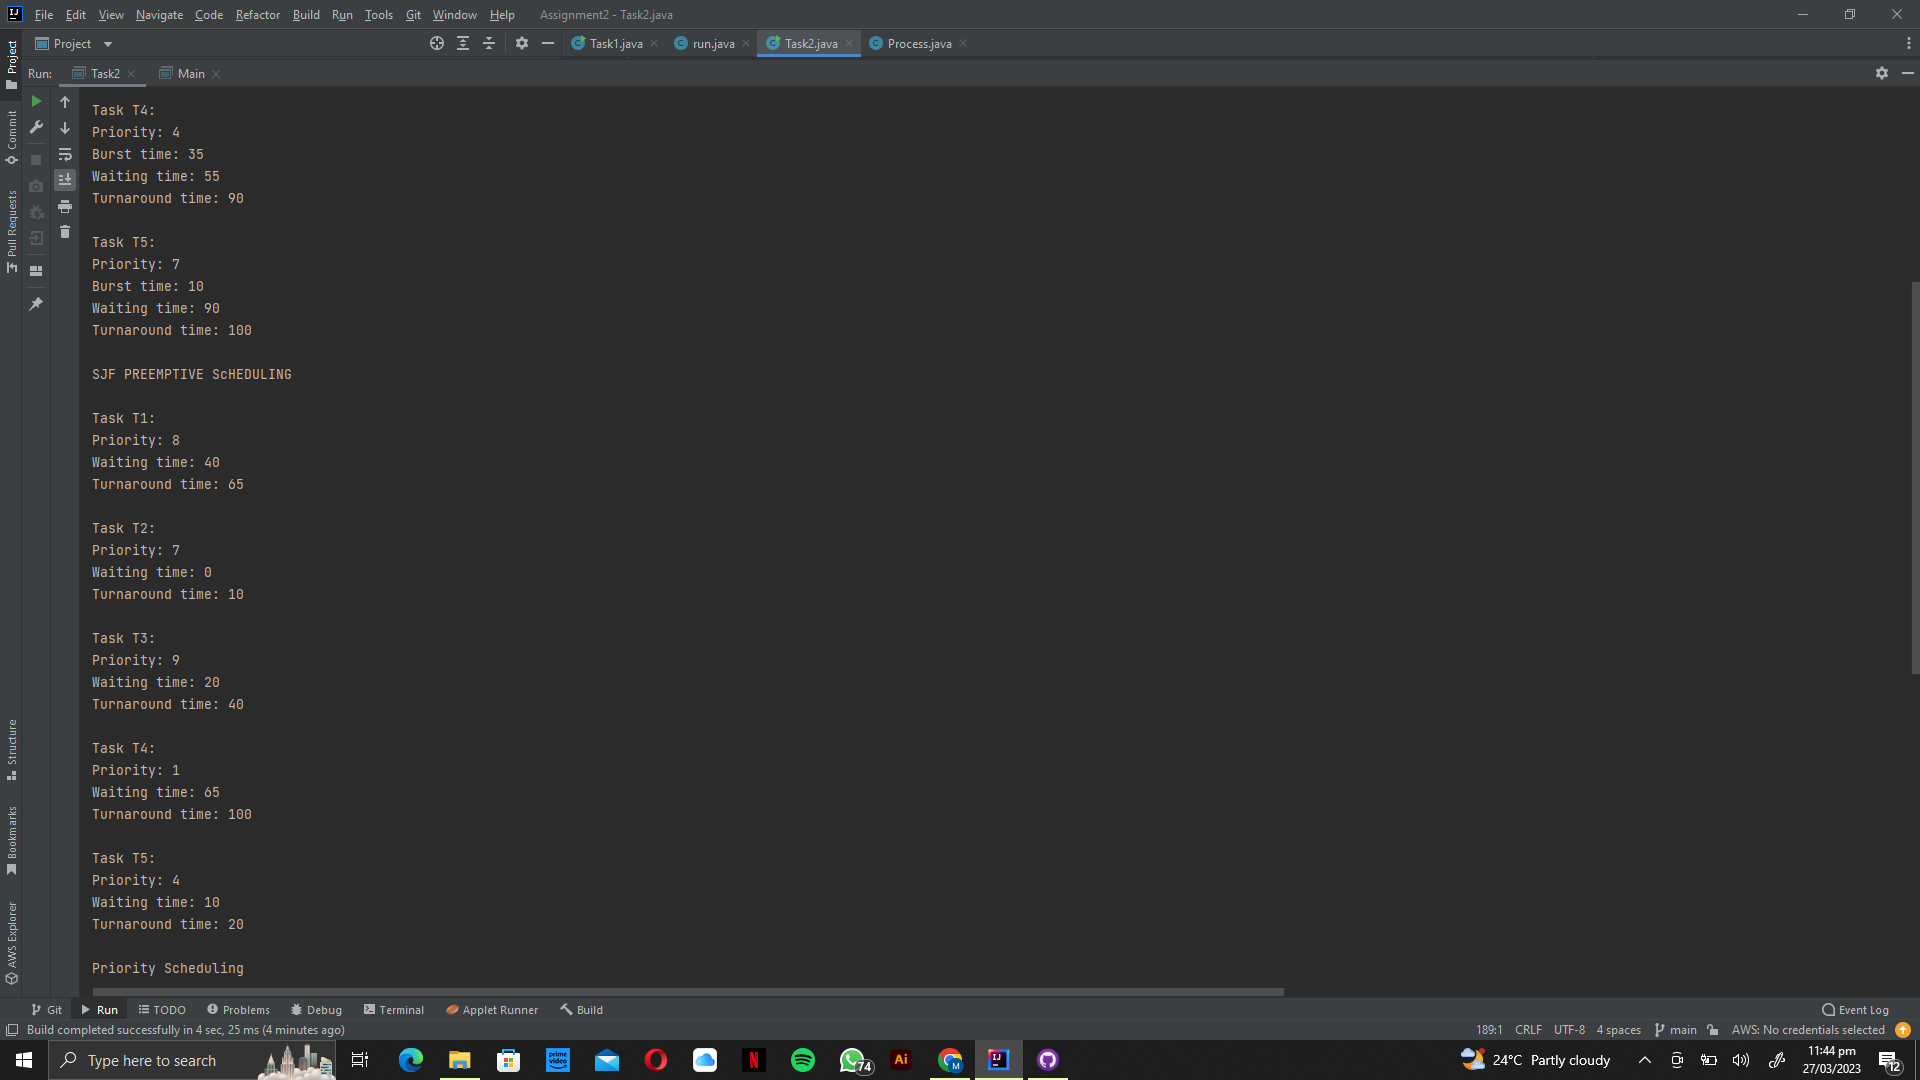 File Edit View Navigate Code Refactor Build Run Tools Git Window Help Assignment2 - Task2.java
Project Task1.java run.java Task2.java Process.java
Run: Task2 Main
Task T4:
Priority: 4
Burst time: 35
Waiting time: 55
Turnaround time: 90
Task T5:
Priority: 7
Burst time: 10
Waiting time: 90
Turnaround time: 100
SJF PREEMPTIVE ScHEDULING
Task T1:
Priority: 8
Waiting time: 40
Turnaround time: 65
Task T2:
Priority: 7
Waiting time: 0
Turnaround time: 10
Task T3:
Priority: 9
Waiting time: 20
Turnaround time: 40
Task T4:
Priority: 1
Waiting time: 65
Turnaround time: 100
Task T5:
Priority: 4
Waiting time: 10
Turnaround time: 20
Priority Scheduling
Project
Commit
Pull Requests
Structure
Bookmarks
AWS Explorer
Git Run TODO Problems Debug Terminal Applet Runner Build Event Log
Build completed successfully in 4 sec, 25 ms (4 minutes ago) 189:1 CRLF UTF-8 4 spaces main AWS: No credentials selected
Type here to search prime video N 74 Ai M IJ 24°C Partly cloudy 11:44 pm
27/03/2023 12